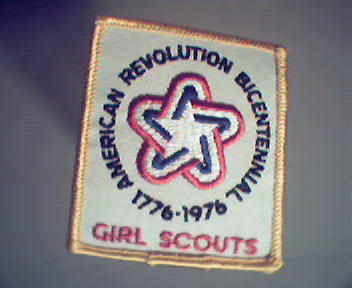 AMERICAN REVOLUTION BICENTENNIAL
1776-1976
GIRL SCOUTS